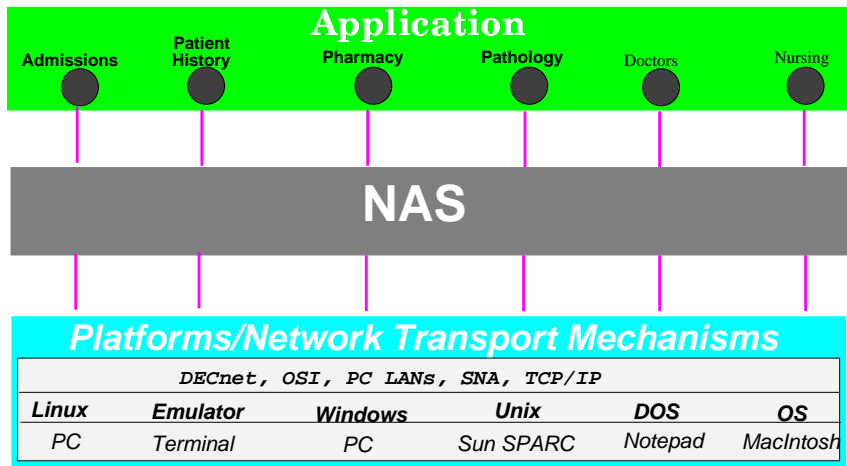 Application
Admissions Patient History Pharmacy Pathology Doctors Nursing
NAS
Platforms/Network Transport Mechanisms
DECnet, OSI, PC LANs, SNA, TCP/IP
Linux Emulator Windows Unix DOS OS
PC Terminal PC Sun SPARC Notepad MacIntosh